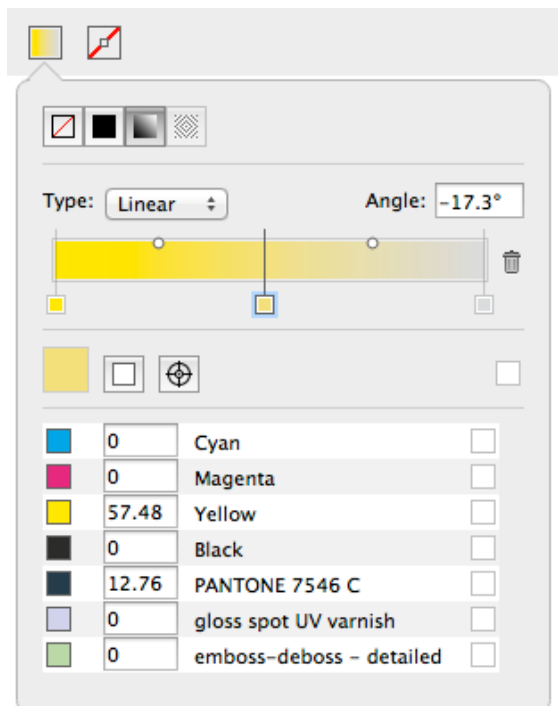 Type: Linear Angle: -17.3°
0 Cyan
0 Magenta
57.48 Yellow
0 Black
12.76 PANTONE 7546 C
0 gloss spot UV varnish
0 emboss-deboss - detailed